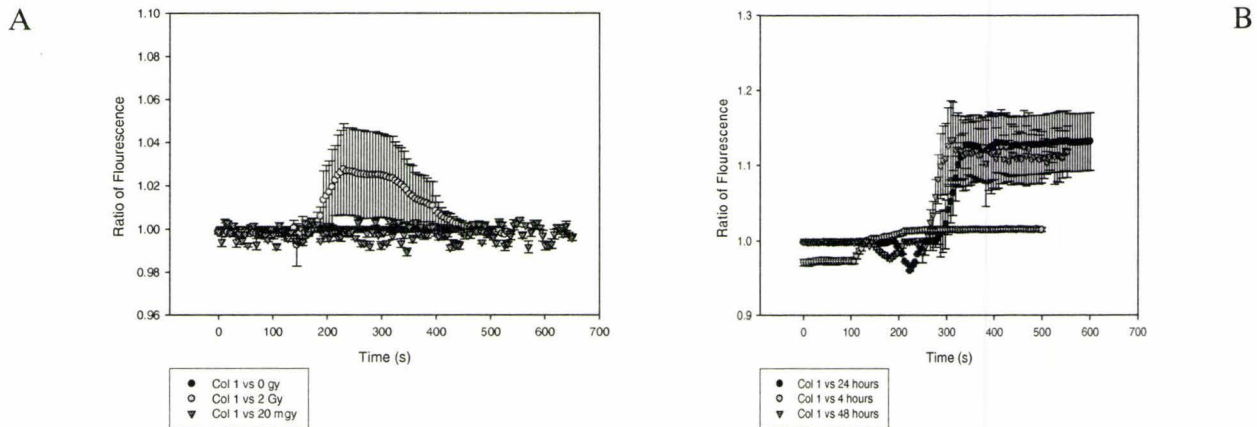 A
B
1.10
1.08
1.06
1.04
1.02
1.00
0.98
0.96
Ratio of Flourescence
0 100 200 300 400 500 600 700
Time (s)
Col 1 vs 0 gy
Col 1 vs 2 Gy
Col 1 vs 20 mgy
1.3
1.2
1.1
1.0
0.9
Ratio of Flourescence
0 100 200 300 400 500 600 700
Time (s)
Col 1 vs 24 hours
Col 1 vs 4 hours
Col 1 vs 48 hours